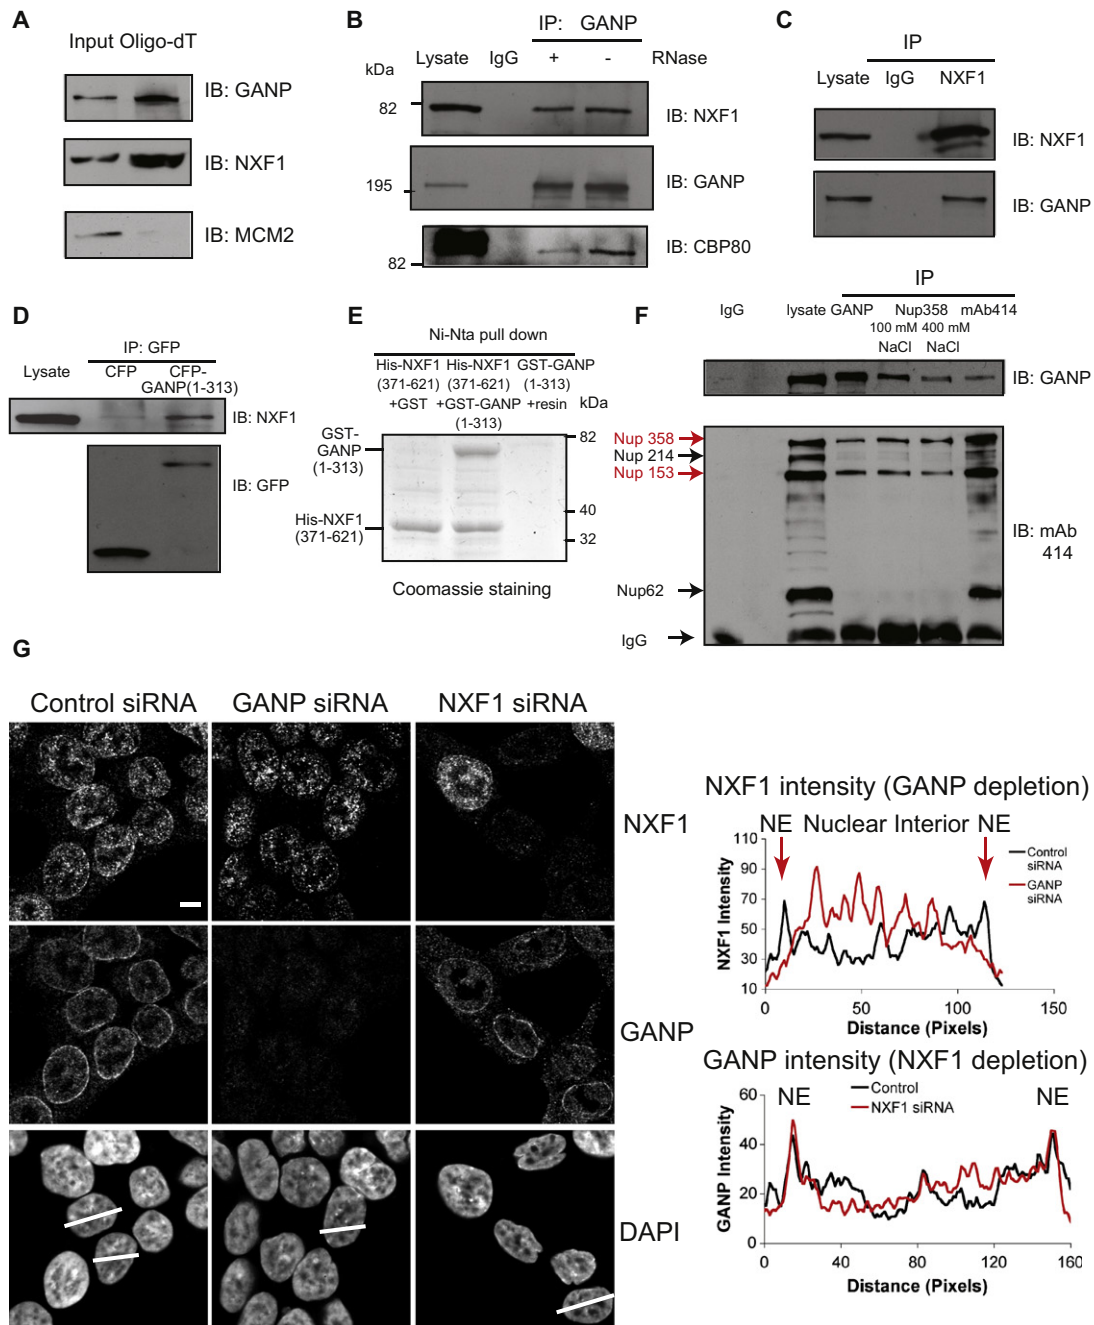 A
Input Oligo-dT
IB: GANP
IB: NXF1
IB: MCM2
B
IP: GANP
Lysate IgG + - RNase
kDa
82
IB: NXF1
195
IB: GANP
82
IB: CBP80
C
IP
Lysate IgG NXF1
IB: NXF1
IB: GANP
D
IP: GFP
Lysate CFP CFP-
GANP(1-313)
IB: NXF1
IB: GFP
E
Ni-Nta pull down
His-NXF1 His-NXF1 GST-GANP
(371-621) (371-621) (1-313)
+GST +GST-GANP +resin kDa
(1-313)
GST-
GANP
(1-313)
82
His-NXF1
(371-621)
40
32
Coomassie staining
F
IP
IgG lysate GANP Nup358 mAb414
100 mM 400 mM
NaCl NaCl
IB: GANP
Nup 358
Nup 214
Nup 153
IB: mAb
414
Nup62
IgG
G
Control siRNA GANP siRNA NXF1 siRNA
NXF1
GANP
DAPI
NXF1 intensity (GANP depletion)
110
NE Nuclear Interior NE
Control
siRNA
GANP
siRNA
90
70
50
30
10
NXF1 Intensity
0 50 100 150
Distance (Pixels)
GANP intensity (NXF1 depletion)
60
Control
NXF1 siRNA
NE NE
40
20
0
GANP Intensity
0 40 80 120 160
Distance (Pixels)